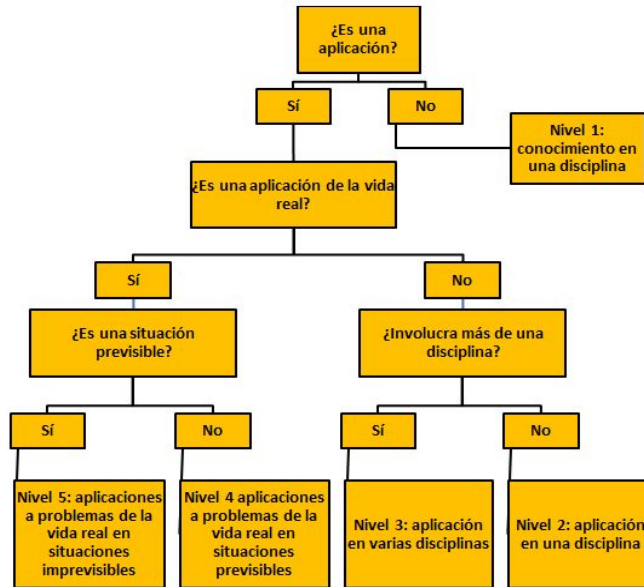 ¿Es una
aplicación?
Sí
No
Nivel 1:
conocimiento en
una disciplina
¿Es una aplicación de la vida
real?
Sí
No
¿Es una situación
previsible?
¿Involucra más de una
disciplina?
Sí
No
Sí
No
Nivel 5: aplicaciones
a problemas de la
vida real en
situaciones
imprevisibles
Nivel 4 aplicaciones
a problemas de la
vida real en
situaciones
previsibles
Nivel 3: aplicación
en varias disciplinas
Nivel 2: aplicación
en una disciplina